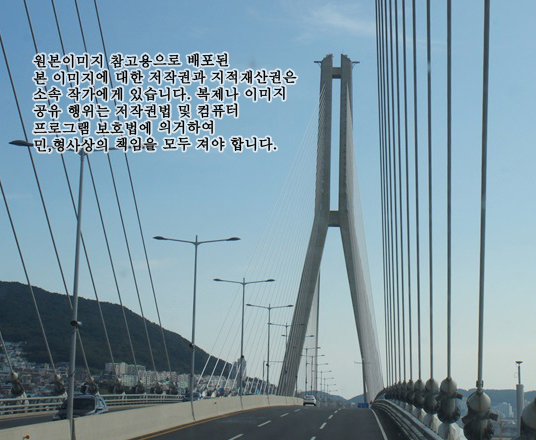 원본이미지 참고용으로 배포된
본 이미지에 대한 저작권과 지적재산권은
소속 작가에게 있습니다. 복제나 이미지
공유 행위는 저작권법 및 컴퓨터
프로그램 보호법에 의거하여
민,형사상의 책임을 모두 져야 합니다.